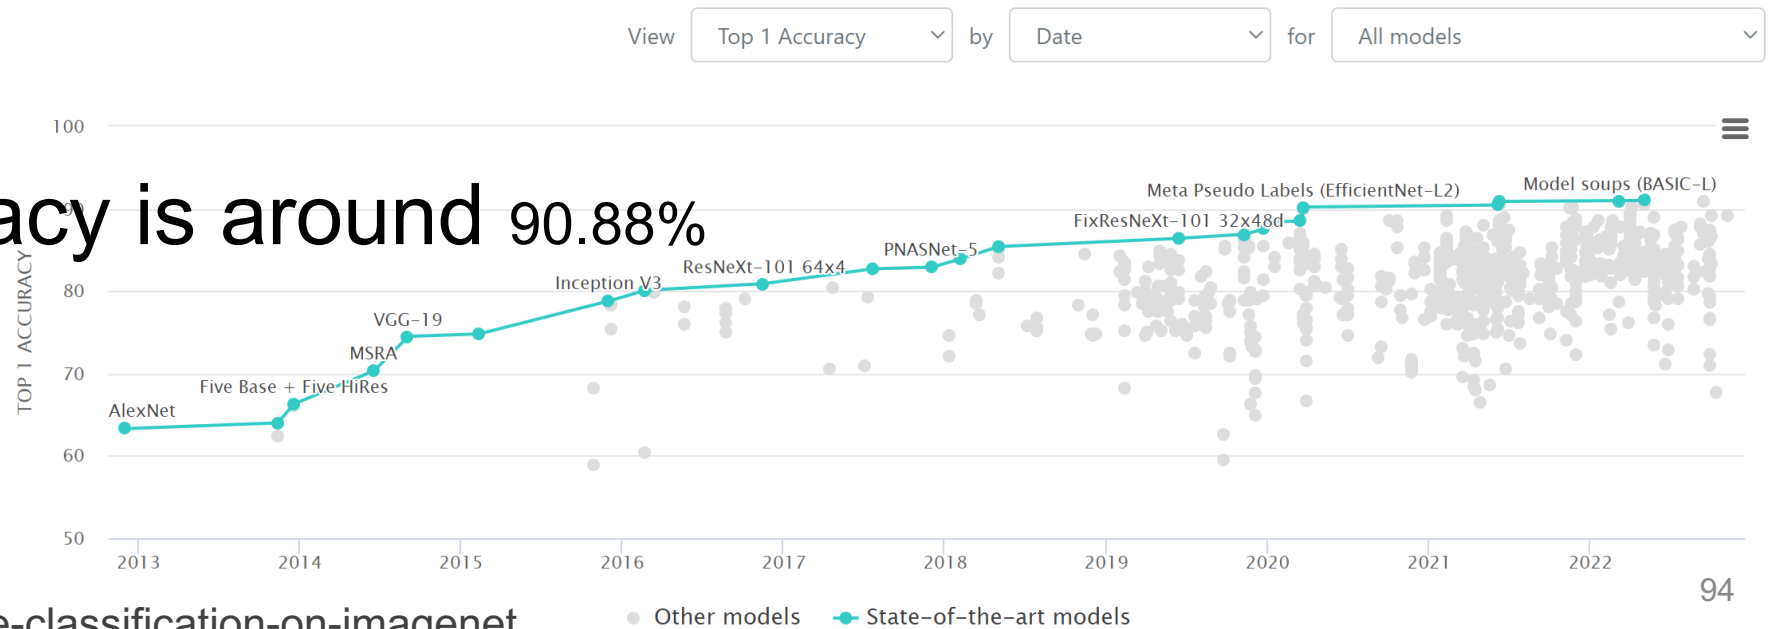 View Top 1 Accuracy by Date for All models
100
Meta Pseudo Labels (EfficientNet-L2) Model soups (BASIC-L)
acy is around 90.88%
90
FixResNeXt-101 32x48d
PNASNet-5
ResNeXt-101 64x4
Inception V3
80
VGG-19
MSRA
70
Five Base + Five HiRes
AlexNet
60
50
TOP 1 ACCURACY
2013 2014 2015 2016 2017 2018 2019 2020 2021 2022
94
e-classification-on-imagenet
Other models State-of-the-art models